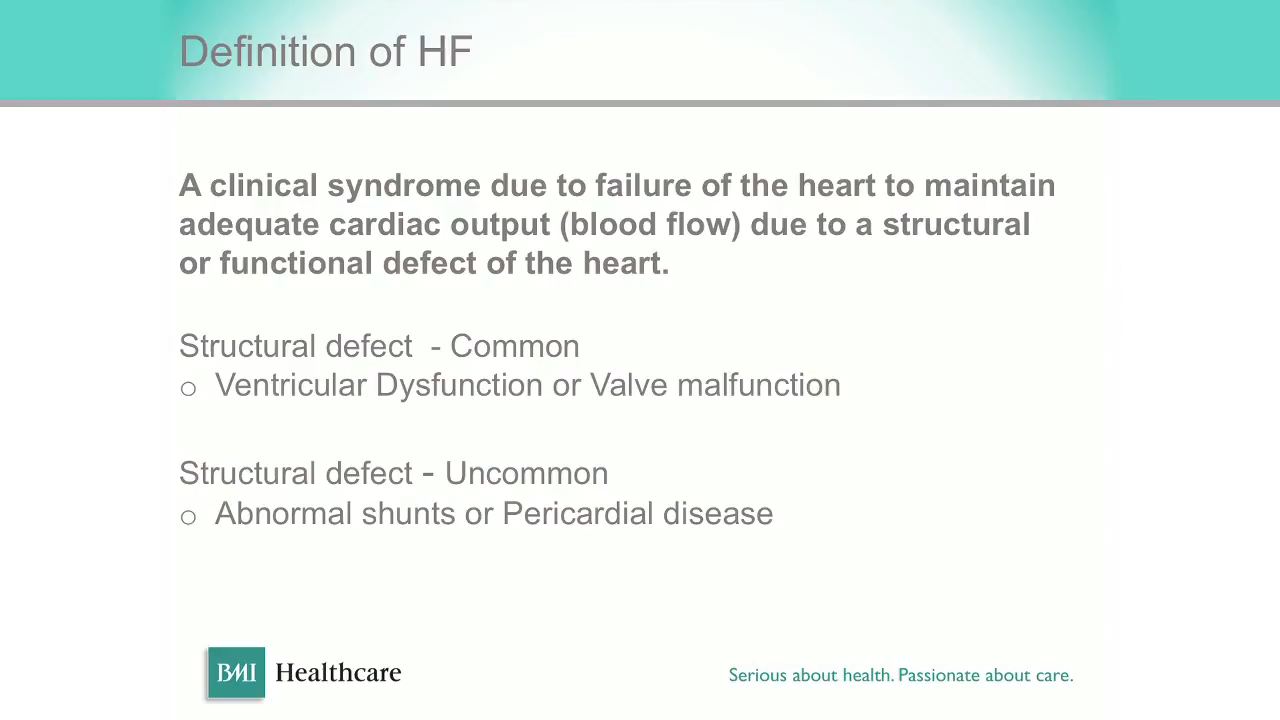 Definition of HF
A clinical syndrome due to failure of the heart to maintain
adequate cardiac output (blood flow) due to a structural
or functional defect of the heart.
Structural defect  - Common
o Ventricular Dysfunction or Valve malfunction
Structural defect - Uncommon
o Abnormal shunts or Pericardial disease
BMI Healthcare
Serious about health. Passionate about care.